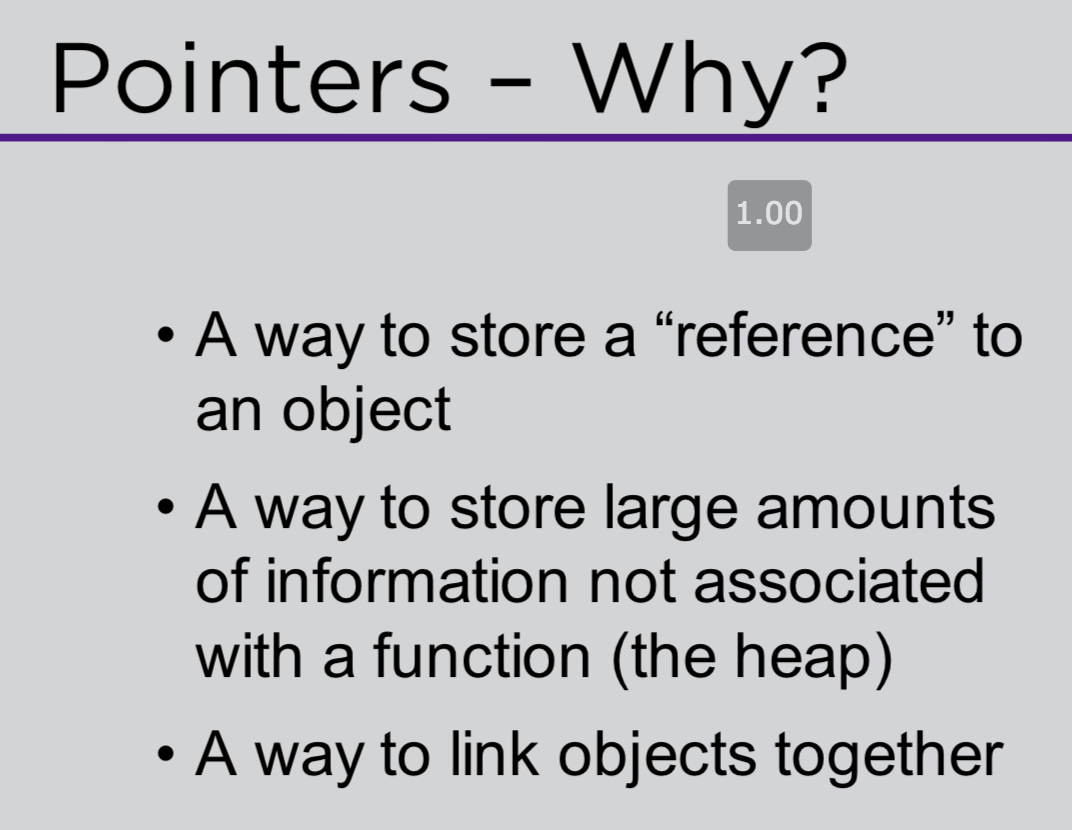 Pointers – Why?
1.00
• A way to store a “reference” to
an object
• A way to store large amounts
of information not associated
with a function (the heap)
• A way to link objects together